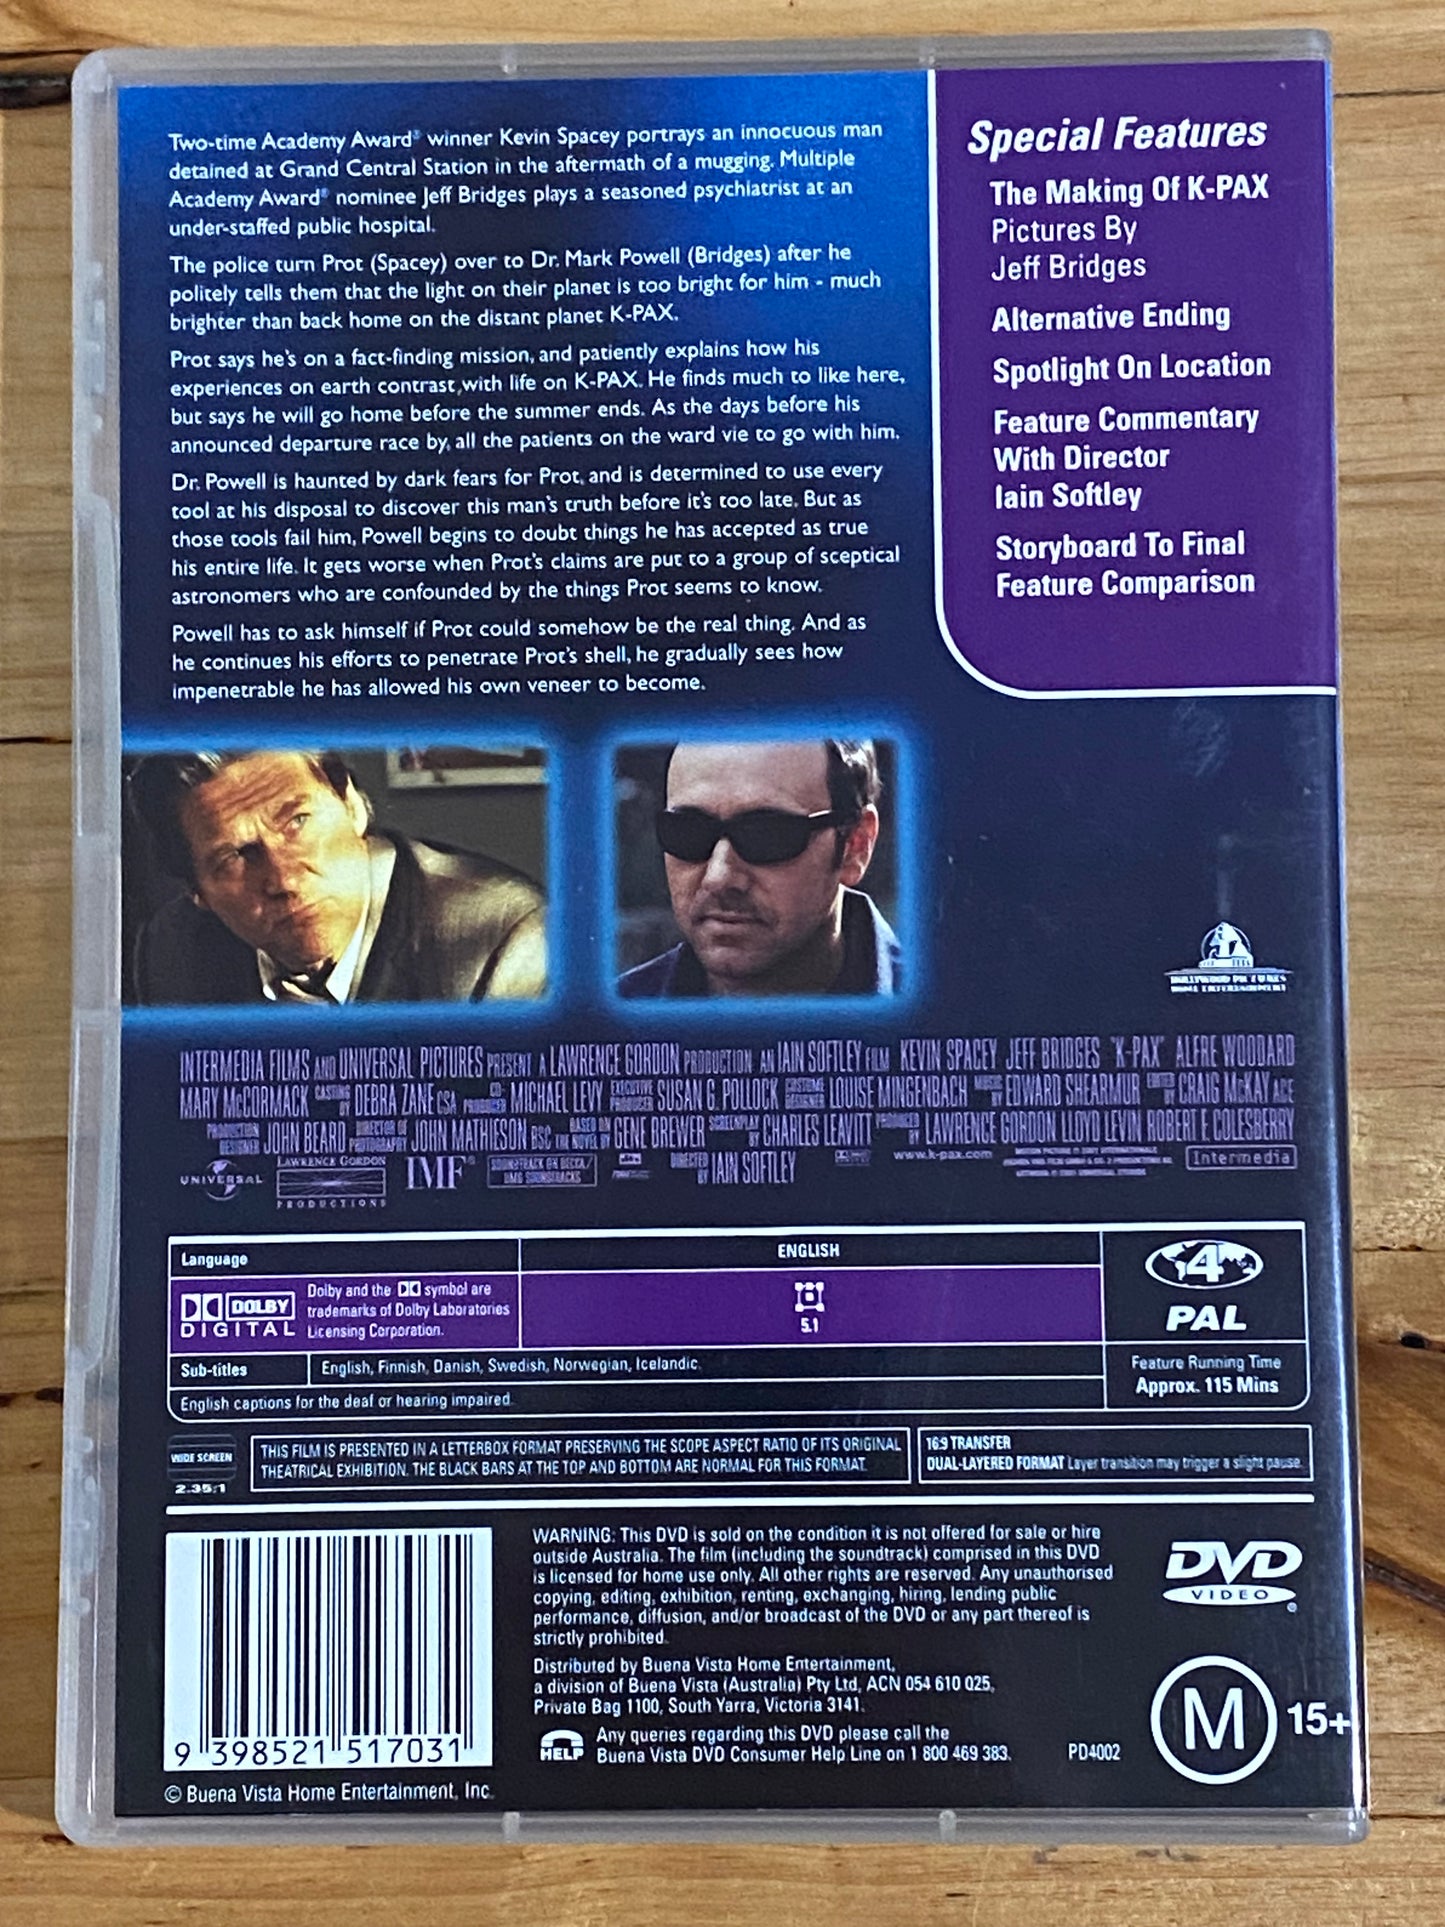 Two-time Academy Award® winner Kevin Spacey portrays an innocuous man
detained at Grand Central Station in the aftermath of a mugging. Multiple
Academy Award® nominee Jeff Bridges plays a seasoned psychiatrist at an
under-staffed public hospital.
The police turn Prot (Spacey) over to Dr. Mark Powell (Bridges) after he
politely tells them that the light on their planet is too bright for him - much
brighter than back home on the distant planet K-PAX.
Prot says he's on a fact-finding mission, and patiently explains how his
experiences on earth contrast with life on K-PAX. He finds much to like here,
but says he will go home before the summer ends. As the days before his
announced departure race by, all the patients on the ward vie to go with him.
Dr. Powell is haunted by dark fears for Prot, and is determined to use every
tool at his disposal to discover this man's truth before it's too late. But as
those tools fail him, Powell begins to doubt things he has accepted as true
his entire life. It gets worse when Prot's claims are put to a group of sceptical
astronomers who are confounded by the things Prot seems to know.
Powell has to ask himself if Prot could somehow be the real thing. And as
he continues his efforts to penetrate Prot's shell, he gradually sees how
impenetrable he has allowed his own veneer to become.
Special Features
The Making Of K-PAX
Pictures By
Jeff Bridges
Alternative Ending
Spotlight On Location
Feature Commentary
With Director
Iain Softley
Storyboard To Final
Feature Comparison
HOLLYWOOD PICTURES
HOME ENTERTAINMENT
INTERMEDIA FILMS AND UNIVERSAL PICTURES PRESENT A LAWRENCE GORDON PRODUCTION AN IAIN SOFTLEY FILM KEVIN SPACEY JEFF BRIDGES "K-PAX" ALFRE WOODARD
MARY McCORMACK CASTING BY DEBRA ZANE CSA CO-PRODUCER MICHAEL LEVY EXECUTIVE PRODUCER SUSAN G. POLLOCK COSTUME DESIGNER LOUISE MINGENBACH MUSIC BY EDWARD SHEARMUR EDITED BY CRAIG McKAY ACE
PRODUCTION DESIGNER JOHN BEARD DIRECTOR OF PHOTOGRAPHY JOHN MATHIESON BSC BASED ON THE NOVEL BY GENE BREWER SCREENPLAY BY CHARLES LEAVITT PRODUCED BY LAWRENCE GORDON LLOYD LEVIN ROBERT F. COLESBERRY
UNIVERSAL LAWRENCE GORDON PRODUCTIONS IMF® SOUNDTRACK ON DECCA/ UMG SOUNDTRACKS DIRECTED BY IAIN SOFTLEY www.k-pax.com Intermedia
Language
ENGLISH
DOLBY
DIGITAL
Dolby and the symbol are
trademarks of Dolby Laboratories
Licensing Corporation.
5.1
4
PAL
Sub-titles
English, Finnish, Danish, Swedish, Norwegian, Icelandic.
English captions for the deaf or hearing impaired.
Feature Running Time
Approx. 115 Mins
WIDE SCREEN
2.35:1
THIS FILM IS PRESENTED IN A LETTERBOX FORMAT PRESERVING THE SCOPE ASPECT RATIO OF ITS ORIGINAL
THEATRICAL EXHIBITION. THE BLACK BARS AT THE TOP AND BOTTOM ARE NORMAL FOR THIS FORMAT.
16:9 TRANSFER
DUAL-LAYERED FORMAT Layer transition may trigger a slight pause.
WARNING: This DVD is sold on the condition it is not offered for sale or hire
outside Australia. The film (including the soundtrack) comprised in this DVD
is licensed for home use only. All other rights are reserved. Any unauthorised
copying, editing, exhibition, renting, exchanging, hiring, lending public
performance, diffusion, and/or broadcast of the DVD or any part thereof is
strictly prohibited.
Distributed by Buena Vista Home Entertainment,
a division of Buena Vista (Australia) Pty Ltd, ACN 054 610 025,
Private Bag 1100, South Yarra, Victoria 3141.
HELP
Any queries regarding this DVD please call the
Buena Vista DVD Consumer Help Line on 1 800 469 383.
PD4002
DVD
VIDEO
M 15+
9 398521 517031
© Buena Vista Home Entertainment, Inc.